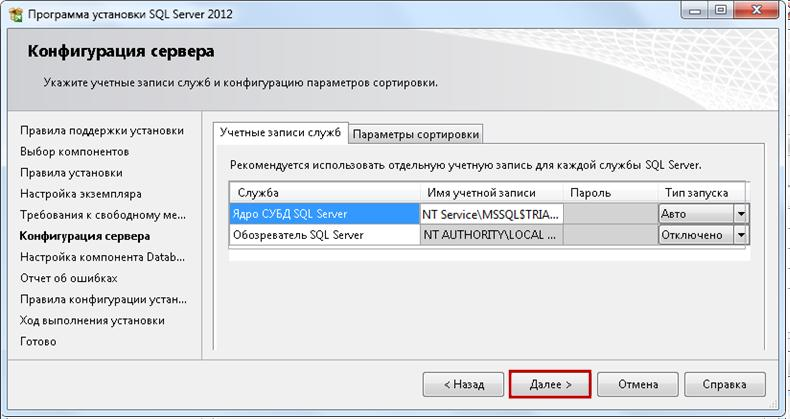 Программа установки SQL Server 2012
Конфигурация сервера
Укажите учетные записи служб и конфигурацию параметров сортировки.
Правила поддержки установки
Выбор компонентов
Правила установки
Настройка экземпляра
Требования к свободному ме...
Конфигурация сервера
Настройка компонента Datab...
Отчет об ошибках
Правила конфигурации устан...
Ход выполнения установки
Готово
Учетные записи служб Параметры сортировки
Рекомендуется использовать отдельную учетную запись для каждой службы SQL Server.
Служба Имя учетной записи Пароль Тип запуска
Ядро СУБД SQL Server NT Service\MSSQL$TRIA... Авто
Обозреватель SQL Server NT AUTHORITY\LOCAL ... Отключено
< Назад Далее > Отмена Справка